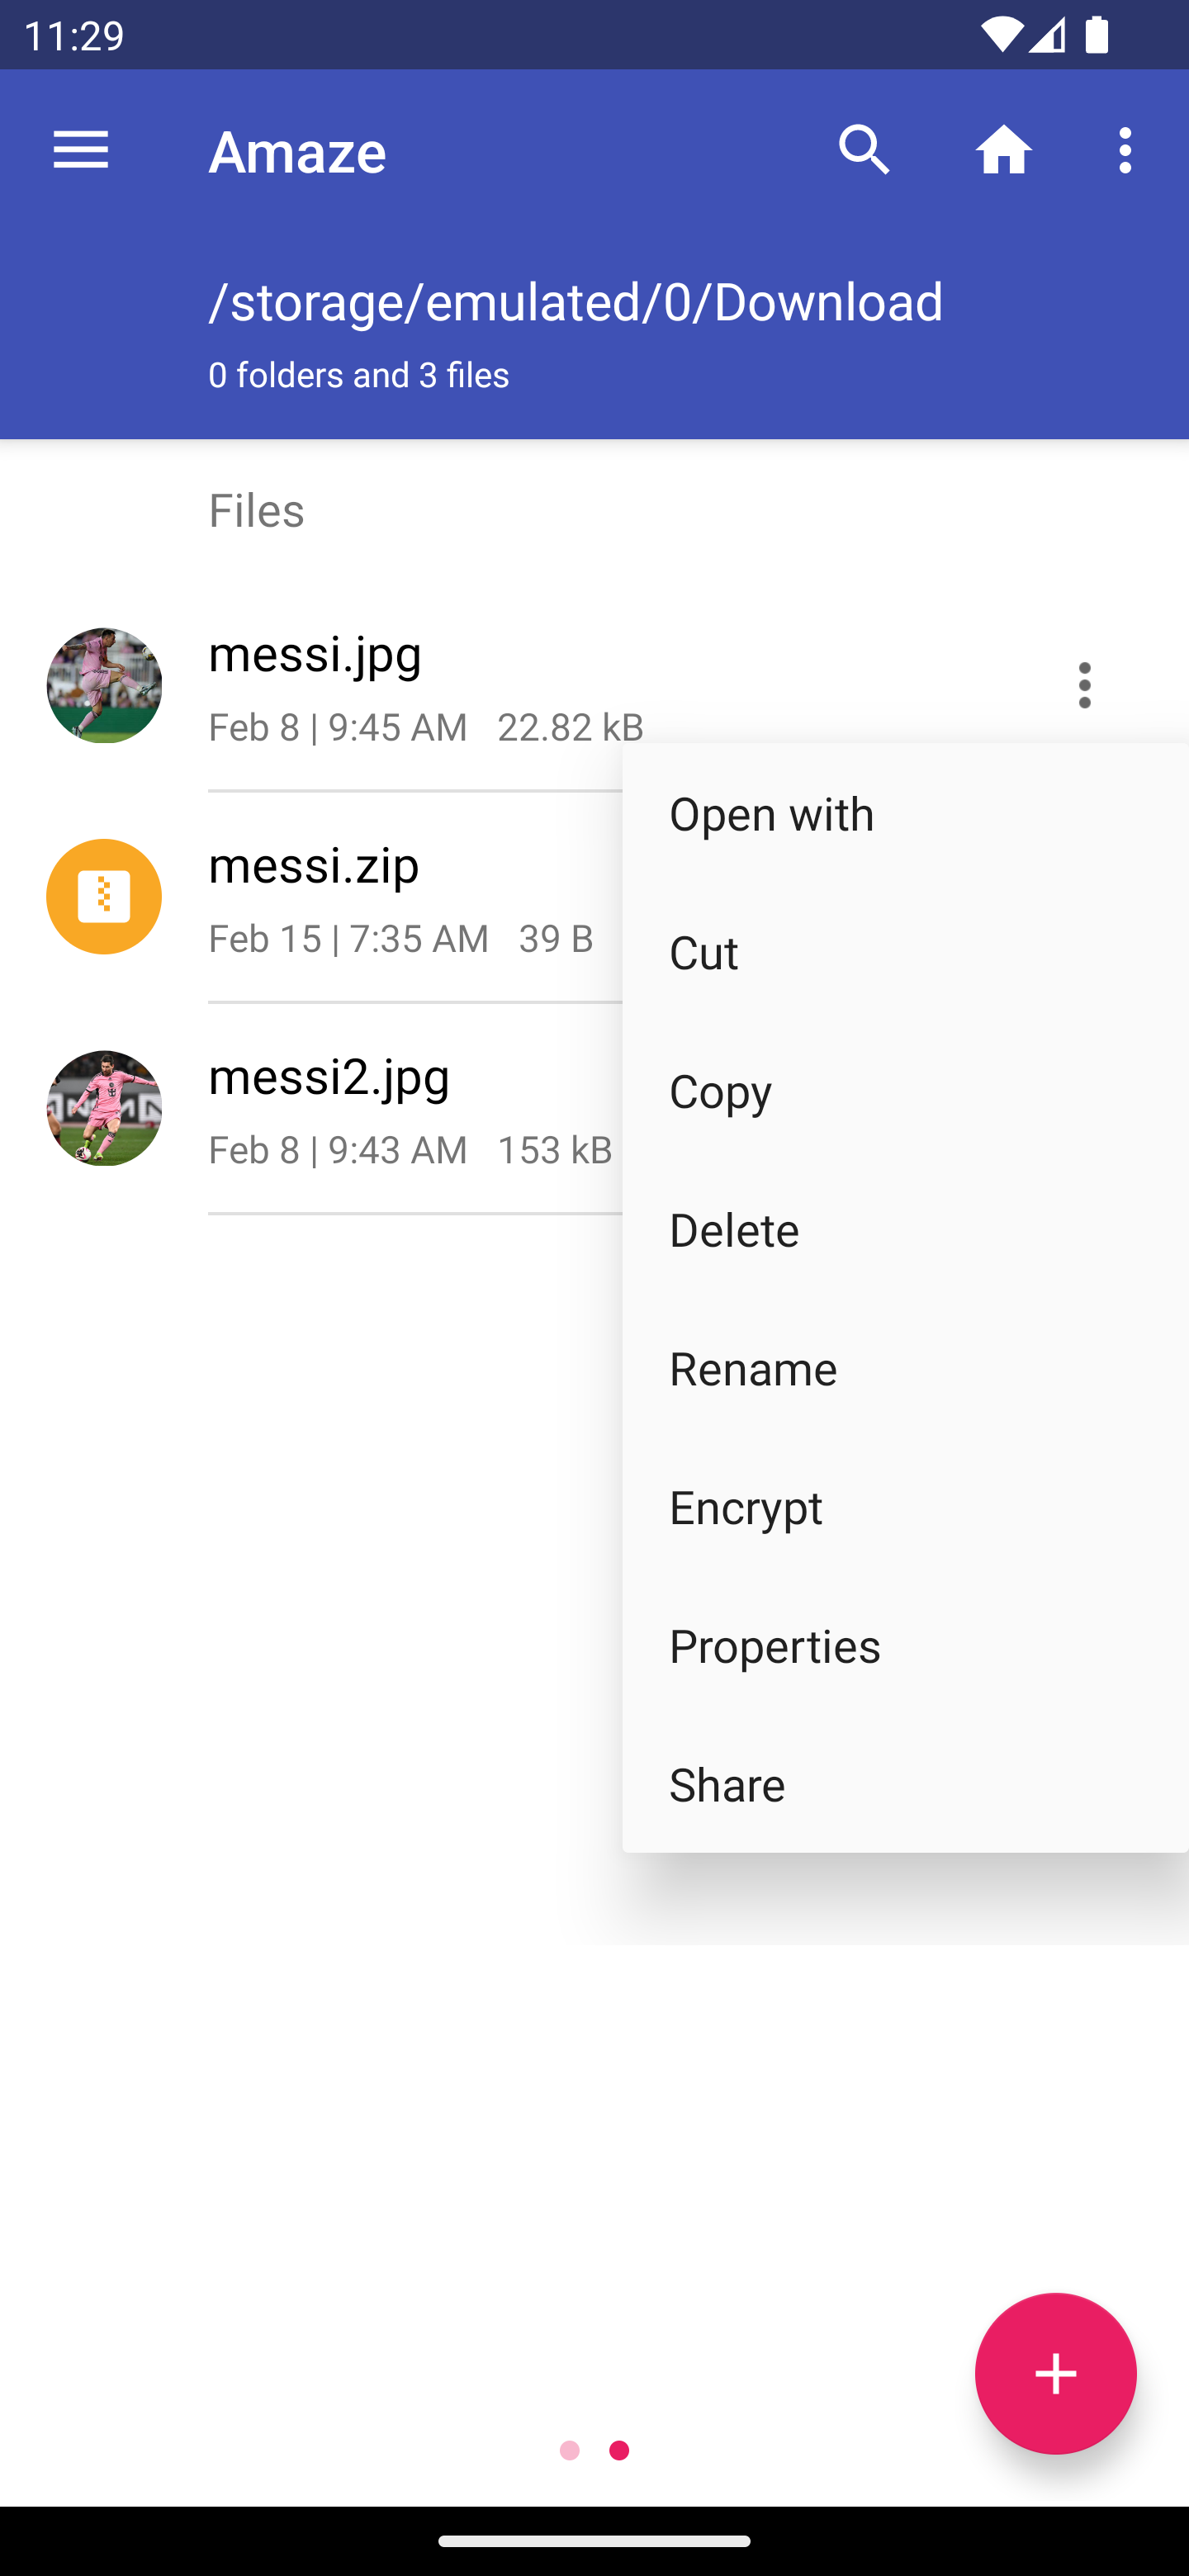 11:29
Amaze
/storage/emulated/0/Download
0 folders and 3 files
Files
messi.jpg
Feb 8 | 9:45 AM 22.82 kB
messi.zip
Feb 15 | 7:35 AM 39 B
messi2.jpg
Feb 8 | 9:43 AM 153 kB
Open with
Cut
Copy
Delete
Rename
Encrypt
Properties
Share